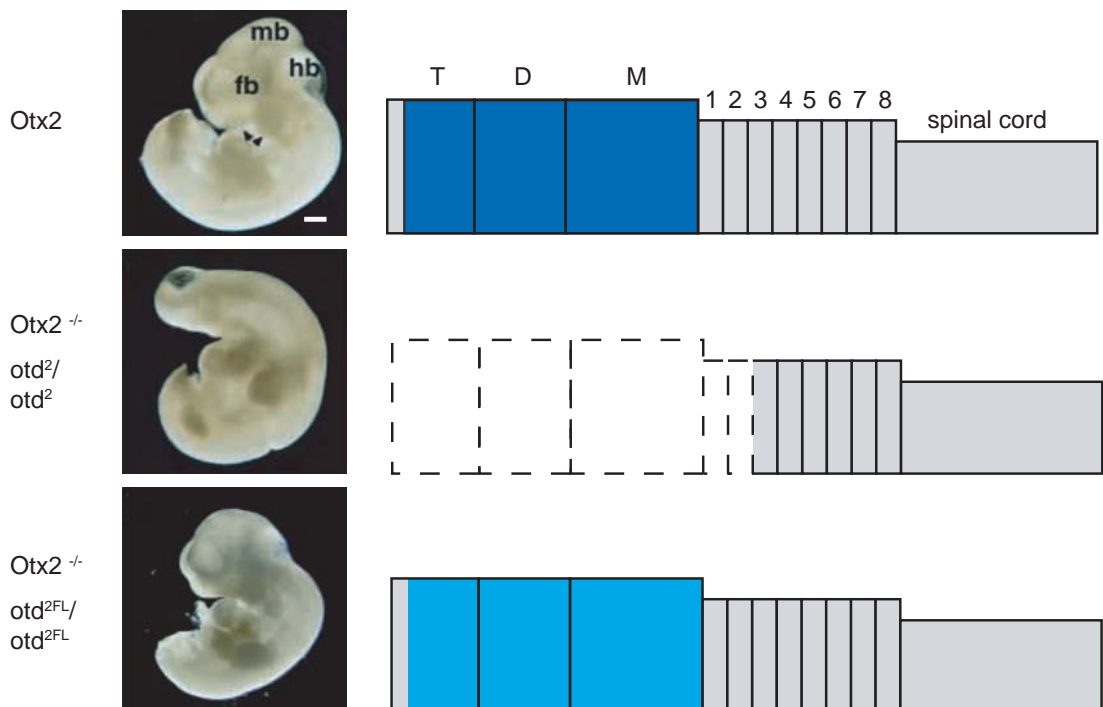 Otx2
mb
hb
fb
T D M
1 2 3 4 5 6 7 8
spinal cord
Otx2 -/-
otd2/
otd2
Otx2 -/-
otd2FL/
otd2FL